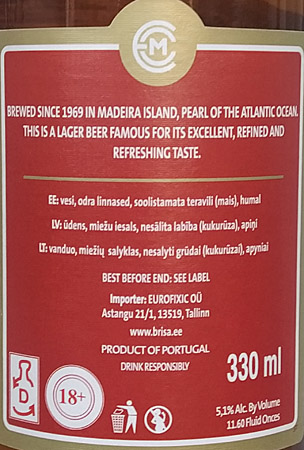 ECM
BREWED SINCE 1969 IN MADEIRA ISLAND, PEARL OF THE ATLANTIC OCEAN.
THIS IS A LAGER BEER FAMOUS FOR ITS EXCELLENT, REFINED AND
REFRESHING TASTE.
EE: vesi, odra linnased, soolistamata teravili (mais), humal
LV: ūdens, miežu iesals, nesālīta labība (kukurūza), apiņi
LT: vanduo, miežių salyklas, nesalyti grūdai (kukurūzai), apyniai
BEST BEFORE END: SEE LABEL
Importer: EUROFIXIC OÜ
Astangu 21/1, 13519, Tallinn
www.brisa.ee
PRODUCT OF PORTUGAL
DRINK RESPONSIBLY
330 ml
D
18+
5,1% Alc. By Volume
11.60 Fluid Onces